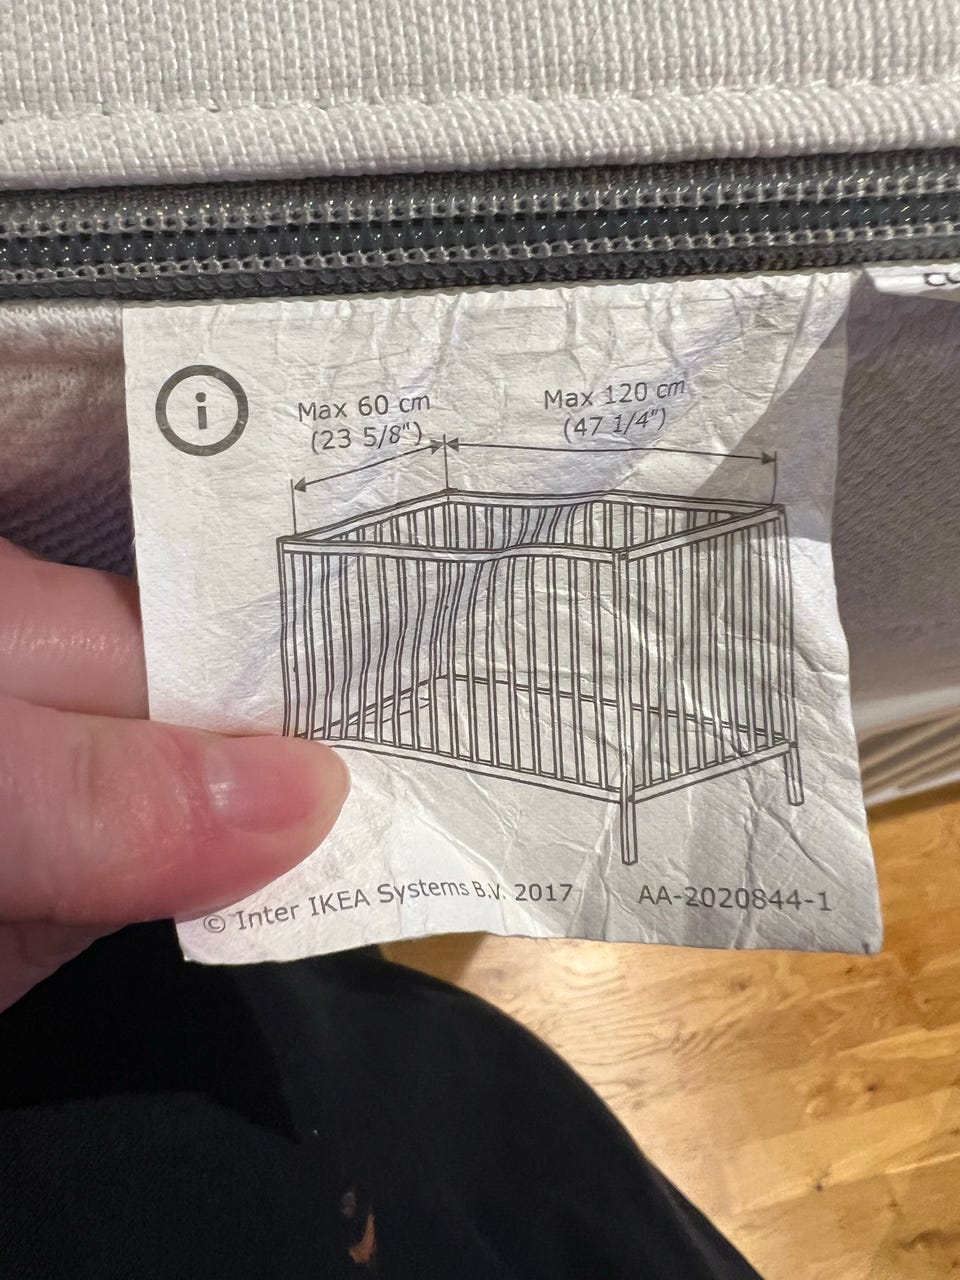 i
Max 60 cm
(23 5/8")
Max 120 cm
(47 1/4")
© Inter IKEA Systems B.V. 2017
AA-2020844-1